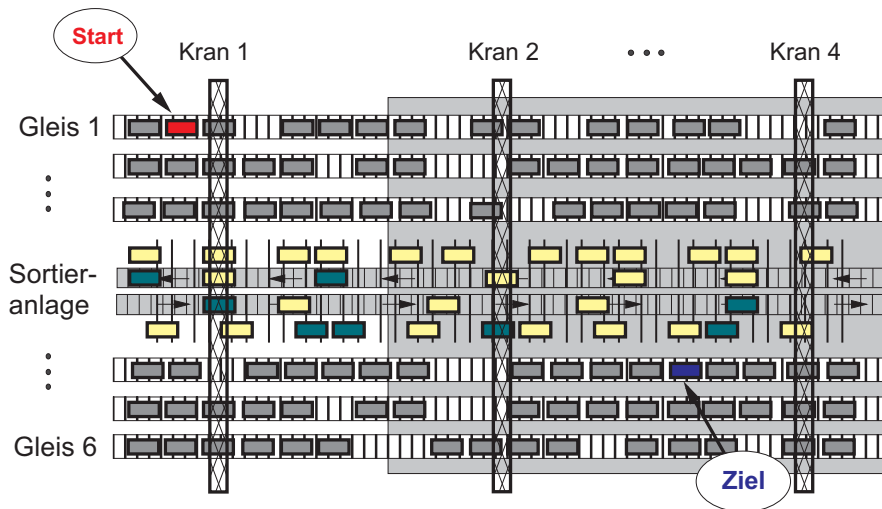 Start
Kran 1
Kran 2
• • •
Kran 4
Gleis 1
Sortier-
anlage
Gleis 6
Ziel